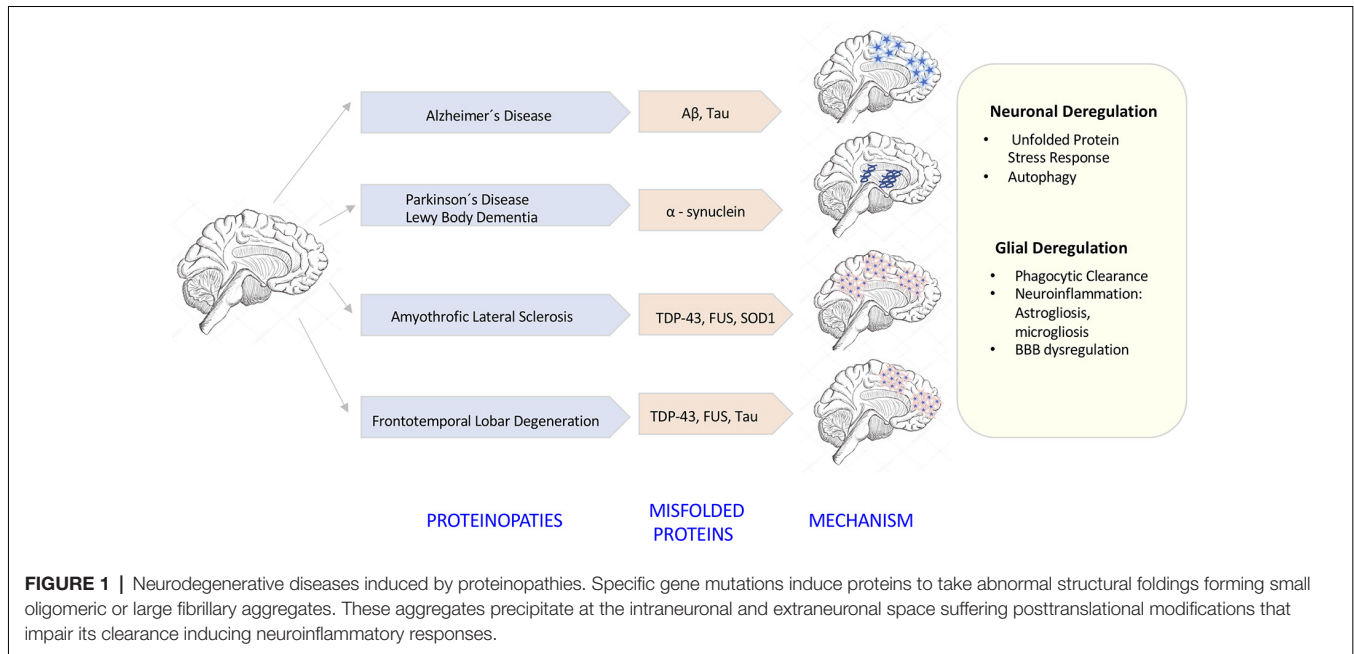 Alzheimer´s Disease
Aβ, Tau
Parkinson´s Disease
Lewy Body Dementia
α - synuclein
Amyothrofic Lateral Sclerosis
TDP-43, FUS, SOD1
Frontotemporal Lobar Degeneration
TDP-43, FUS, Tau
Neuronal Deregulation
• Unfolded Protein
Stress Response
• Autophagy
Glial Deregulation
• Phagocytic Clearance
• Neuroinflammation:
Astrogliosis,
microgliosis
• BBB dysregulation
PROTEINOPATIES
MISFOLDED
PROTEINS
MECHANISM
FIGURE 1 | Neurodegenerative diseases induced by proteinopathies. Specific gene mutations induce proteins to take abnormal structural foldings forming small
oligomeric or large fibrillary aggregates. These aggregates precipitate at the intraneuronal and extraneuronal space suffering posttranslational modifications that
impair its clearance inducing neuroinflammatory responses.